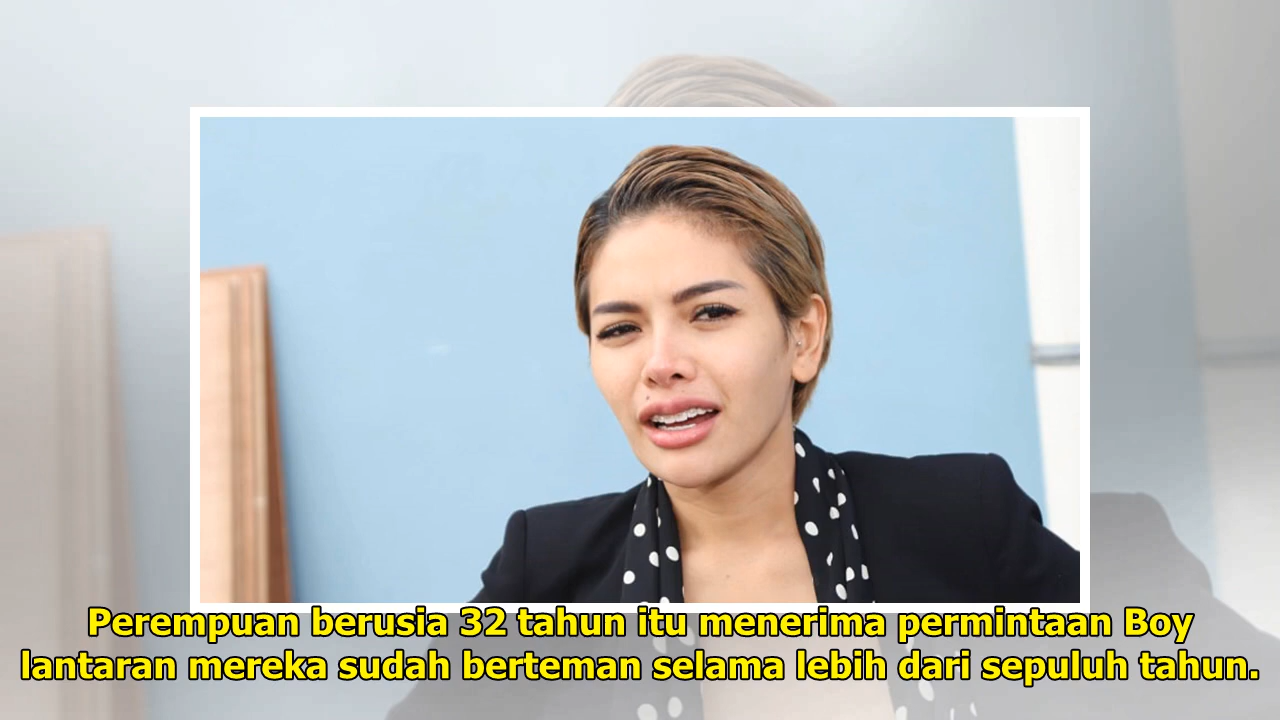 Perempuan berusia 32 tahun itu menerima permintaan Boy
lantaran mereka sudah berteman selama lebih dari sepuluh tahun.